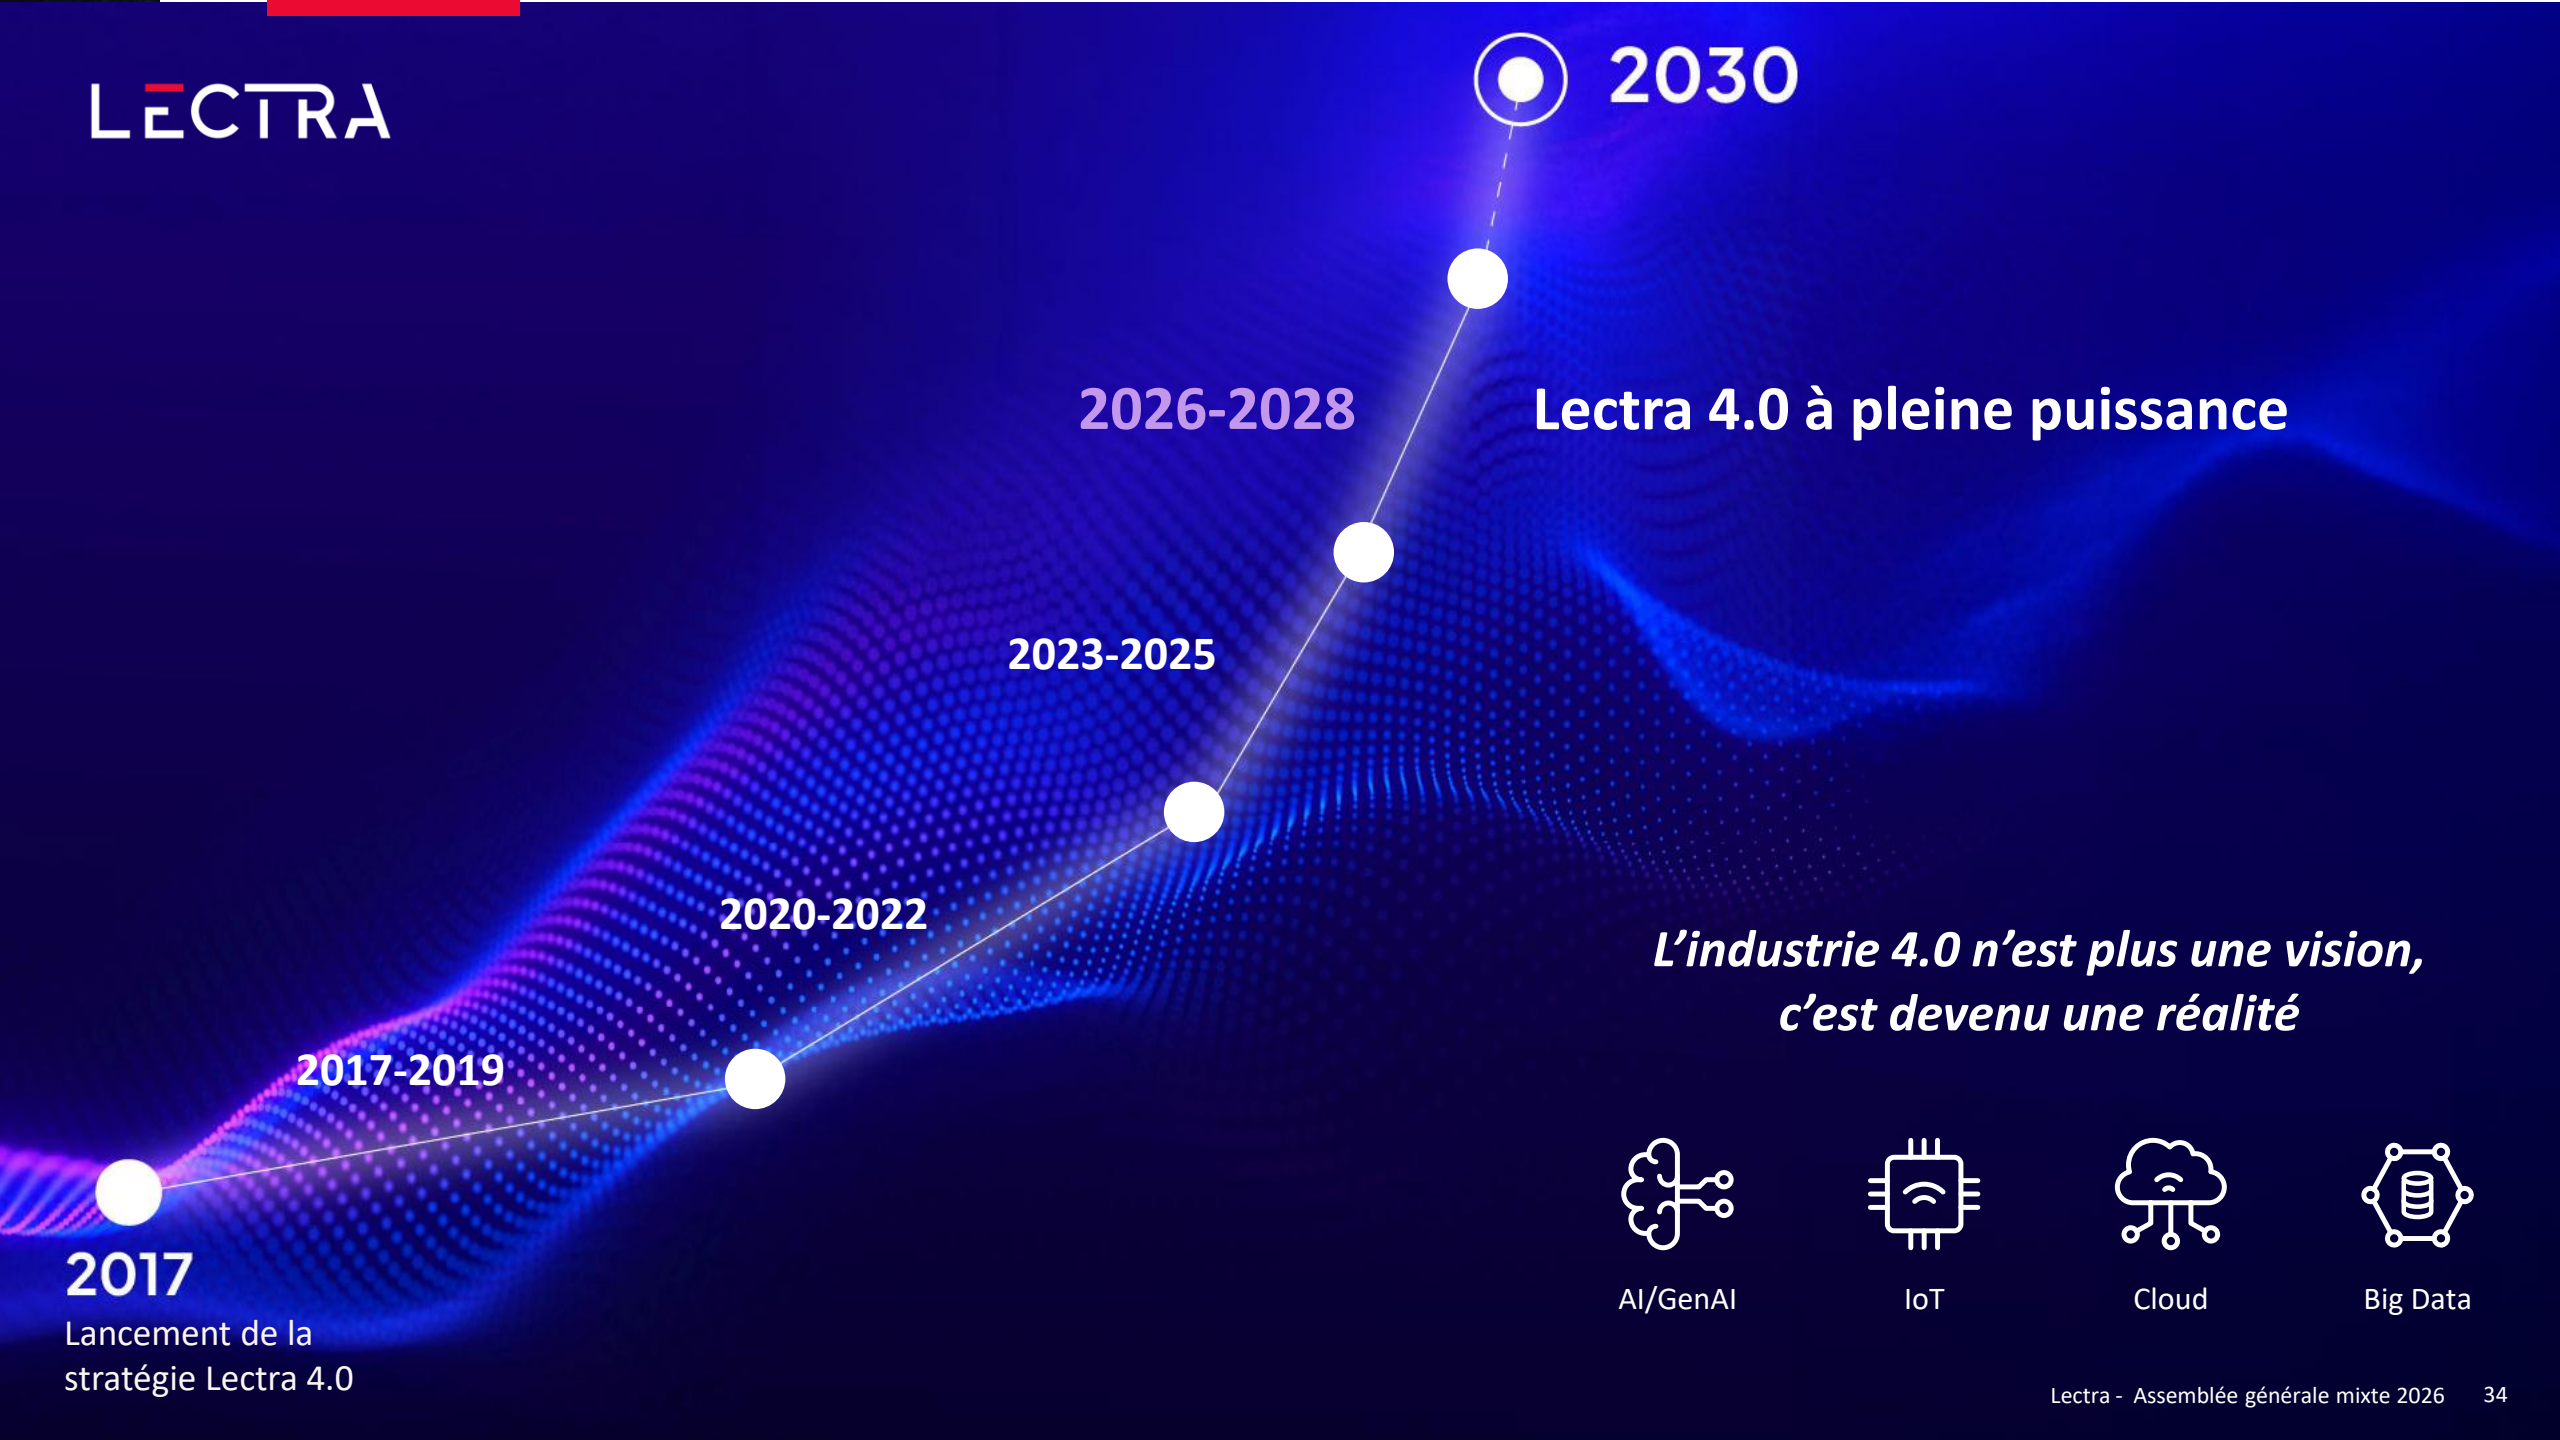 LECTRA
2030
2026-2028
Lectra 4.0 à pleine puissance
2023-2025
2020-2022
L’industrie 4.0 n’est plus une vision,
c’est devenu une réalité
2017-2019
2017
Lancement de la
stratégie Lectra 4.0
AI/GenAI
IoT
Cloud
Big Data
Lectra - Assemblée générale mixte 2026
34